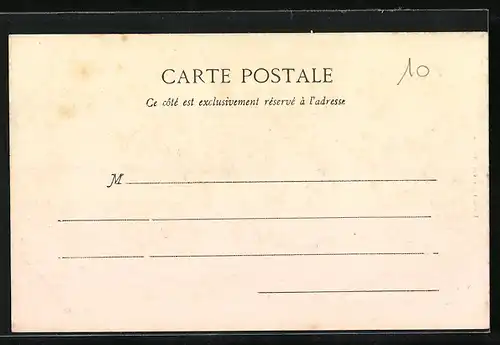 CARTE POSTALE
10
Ce côté est exclusivement réservé à l'adresse
M